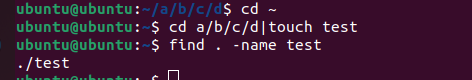 ubuntu@ubuntu:~/a/b/c/d$ cd ~
ubuntu@ubuntu:~$ cd a/b/c/d|touch test
ubuntu@ubuntu:~$ find . -name test
./test
ubuntu@ubuntu:~$